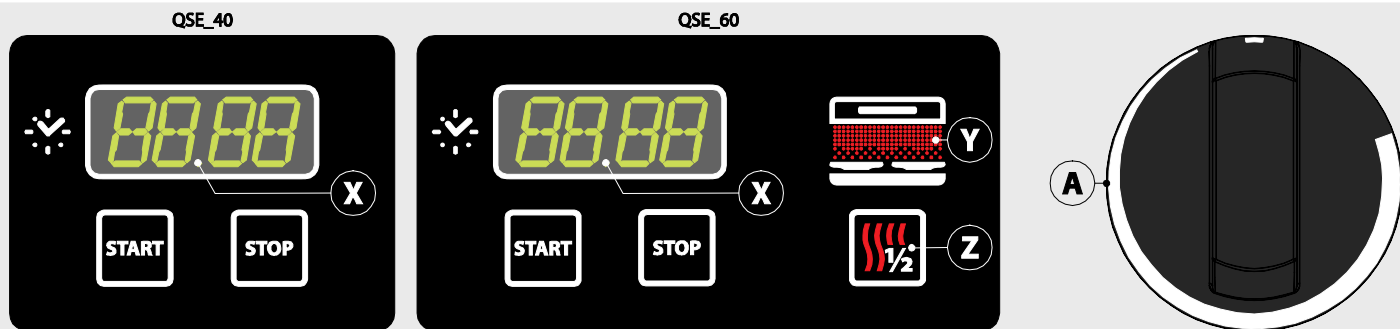 QSE_40 QSE_60
88 88 88 88
Y
A
X X
START STOP START STOP Z
1/2